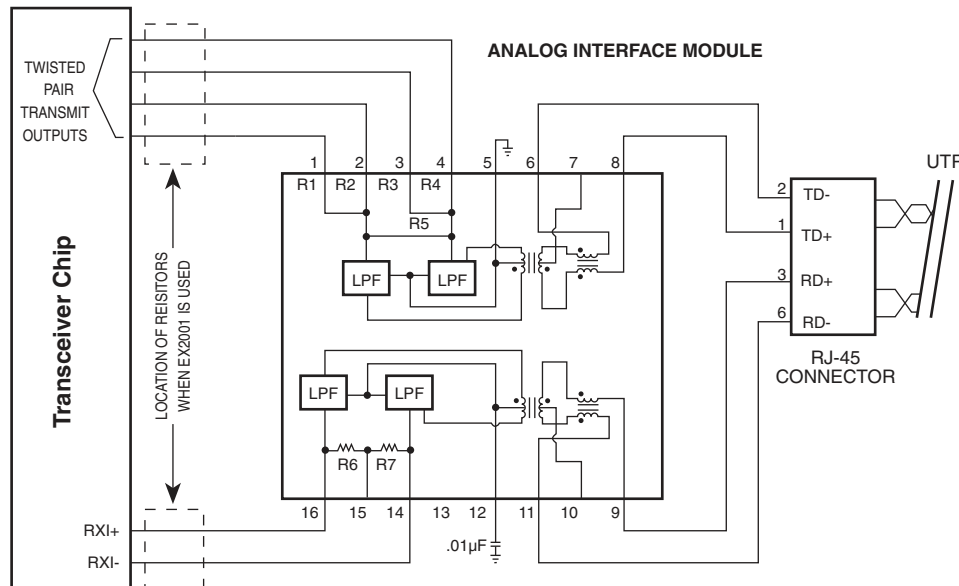 ANALOG INTERFACE MODULE
TWISTED
PAIR
TRANSMIT
OUTPUTS
Transceiver Chip
LOCATION OF REISITORS
WHEN EX2001 IS USED
1 2 3 4 5 6 7 8
R1 R2 R3 R4
R5
LPF LPF
LPF LPF
R6 R7
16 15 14 13 12 11 10 9
.01µF
RXI+
RXI-
UTP
2 TD-
1 TD+
3 RD+
6 RD-
RJ-45
CONNECTOR